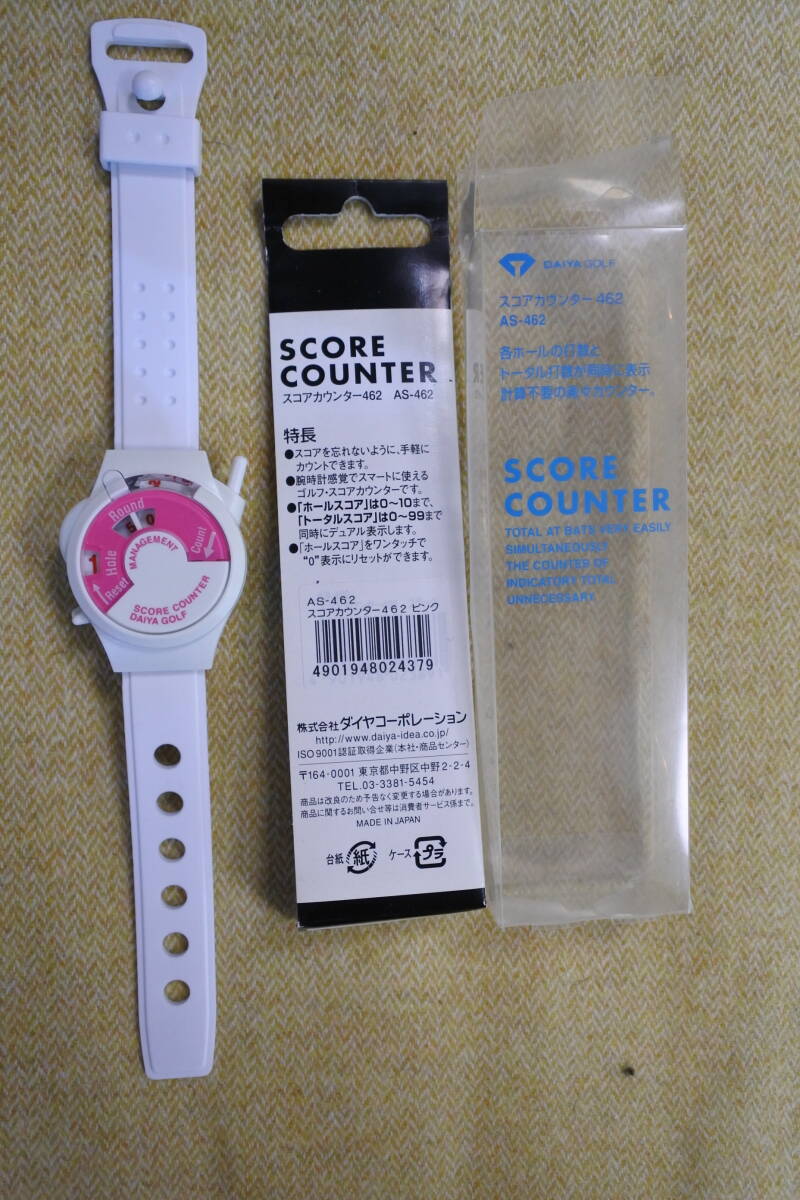 Round
5 0
Hole
1
Reset
Count
MANAGEMENT
SCORE COUNTER
DAIYA GOLF
SCORE
COUNTER
スコアカウンター462 AS-462
特長
●スコアを忘れないように、手軽に
カウントできます。
●腕時計感覚でスマートに使える
ゴルフ・スコアカウンターです。
●「ホールスコア」は0〜10まで、
「トータルスコア」は0〜99まで
同時にデュアル表示します。
●「ホールスコア」をワンタッチで
“0”表示にリセットができます。
AS-462
スコアカウンター462 ピンク
4901948024379
株式会社ダイヤコーポレーション
http://www.daiya-idea.co.jp/
ISO9001認証取得企業(本社・商品センター)
〒164-0001 東京都中野区中野2-2-4
TEL.03-3381-5454
商品は改良のため予告なく変更する場合があります。
商品に関するお問い合せ等は消費者サービス係まで。
MADE IN JAPAN
台紙 紙 ケース プラ
DAIYA GOLF
スコアカウンター462
AS-462
各ホールの打数と
トータル打数が同時に表示
計算不要の楽々カウンター。
SCORE
COUNTER
TOTAL AT BATS VERY EASILY
SIMULTANEOUSLY
THE COUNTER OF
INDICATORY TOTAL
UNNECESSARY